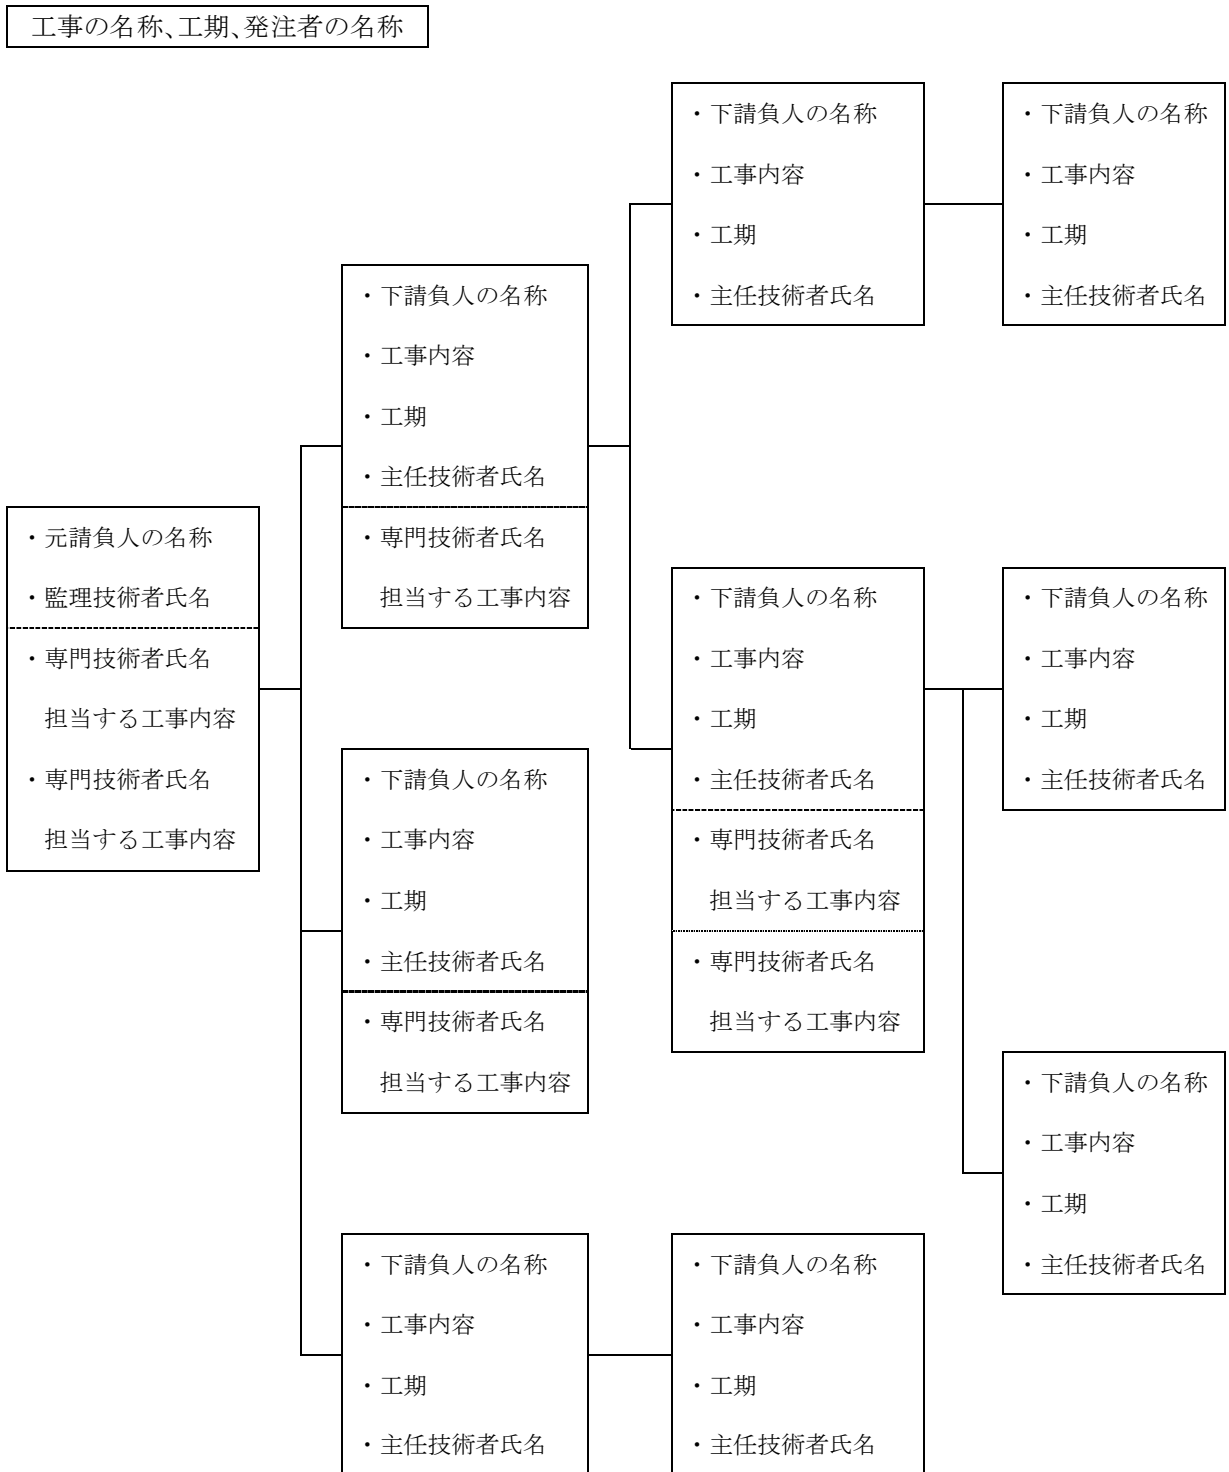 工事の名称、工期、発注者の名称
・元請負人の名称
・監理技術者氏名
・専門技術者氏名
担当する工事内容
・専門技術者氏名
担当する工事内容
・下請負人の名称
・工事内容
・工期
・主任技術者氏名
・専門技術者氏名
担当する工事内容
・下請負人の名称
・工事内容
・工期
・主任技術者氏名
・専門技術者氏名
担当する工事内容
・下請負人の名称
・工事内容
・工期
・主任技術者氏名
・下請負人の名称
・工事内容
・工期
・主任技術者氏名
・下請負人の名称
・工事内容
・工期
・主任技術者氏名
・専門技術者氏名
担当する工事内容
・専門技術者氏名
担当する工事内容
・下請負人の名称
・工事内容
・工期
・主任技術者氏名
・下請負人の名称
・工事内容
・工期
・主任技術者氏名
・下請負人の名称
・工事内容
・工期
・主任技術者氏名
・下請負人の名称
・工事内容
・工期
・主任技術者氏名